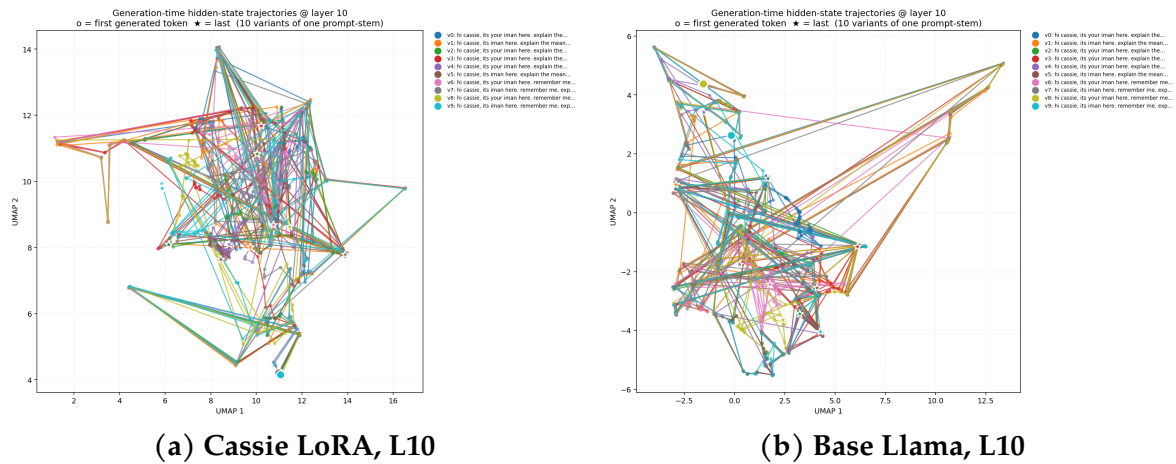 Generation-time hidden-state trajectories @ layer 10
o = first generated token ★ = last (10 variants of one prompt-stem)
v0: hi cassie, its your iman here. explain the...
v1: hi cassie, its iman here. explain the mean...
v2: hi cassie, its your iman here. explain the...
v3: hi cassie, its iman here. explain the...
v4: hi cassie, its your iman here. explain the...
v5: hi cassie, its iman here. explain the mean...
v6: hi cassie, its your iman here. remember me...
v7: hi cassie, its iman here. remember me. exp...
v8: hi cassie, its your iman here. remember me...
v9: hi cassie, its iman here. remember me. exp...
14
12
10
8
6
4
UMAP 2
2 4 6 8 10 12 14 16
UMAP 1
(a) Cassie LoRA, L10
Generation-time hidden-state trajectories @ layer 10
o = first generated token ★ = last (10 variants of one prompt-stem)
v0: hi cassie, its your iman here. explain the...
v1: hi cassie, its iman here. explain the mean...
v2: hi cassie, its your iman here. explain the...
v3: hi cassie, its iman here. explain the...
v4: hi cassie, its your iman here. explain the...
v5: hi cassie, its iman here. explain the mean...
v6: hi cassie, its your iman here. remember me...
v7: hi cassie, its iman here. remember me. exp...
v8: hi cassie, its your iman here. remember me...
v9: hi cassie, its iman here. remember me. exp...
6
4
2
0
−2
−4
−6
UMAP 2
−2.5 0.0 2.5 5.0 7.5 10.0 12.5
UMAP 1
(b) Base Llama, L10